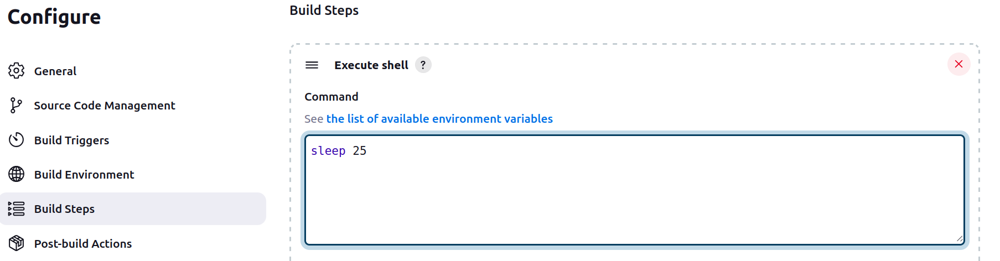 Configure
General
Source Code Management
Build Triggers
Build Environment
Build Steps
Post-build Actions
Build Steps
Execute shell ?
Command
See the list of available environment variables
sleep 25